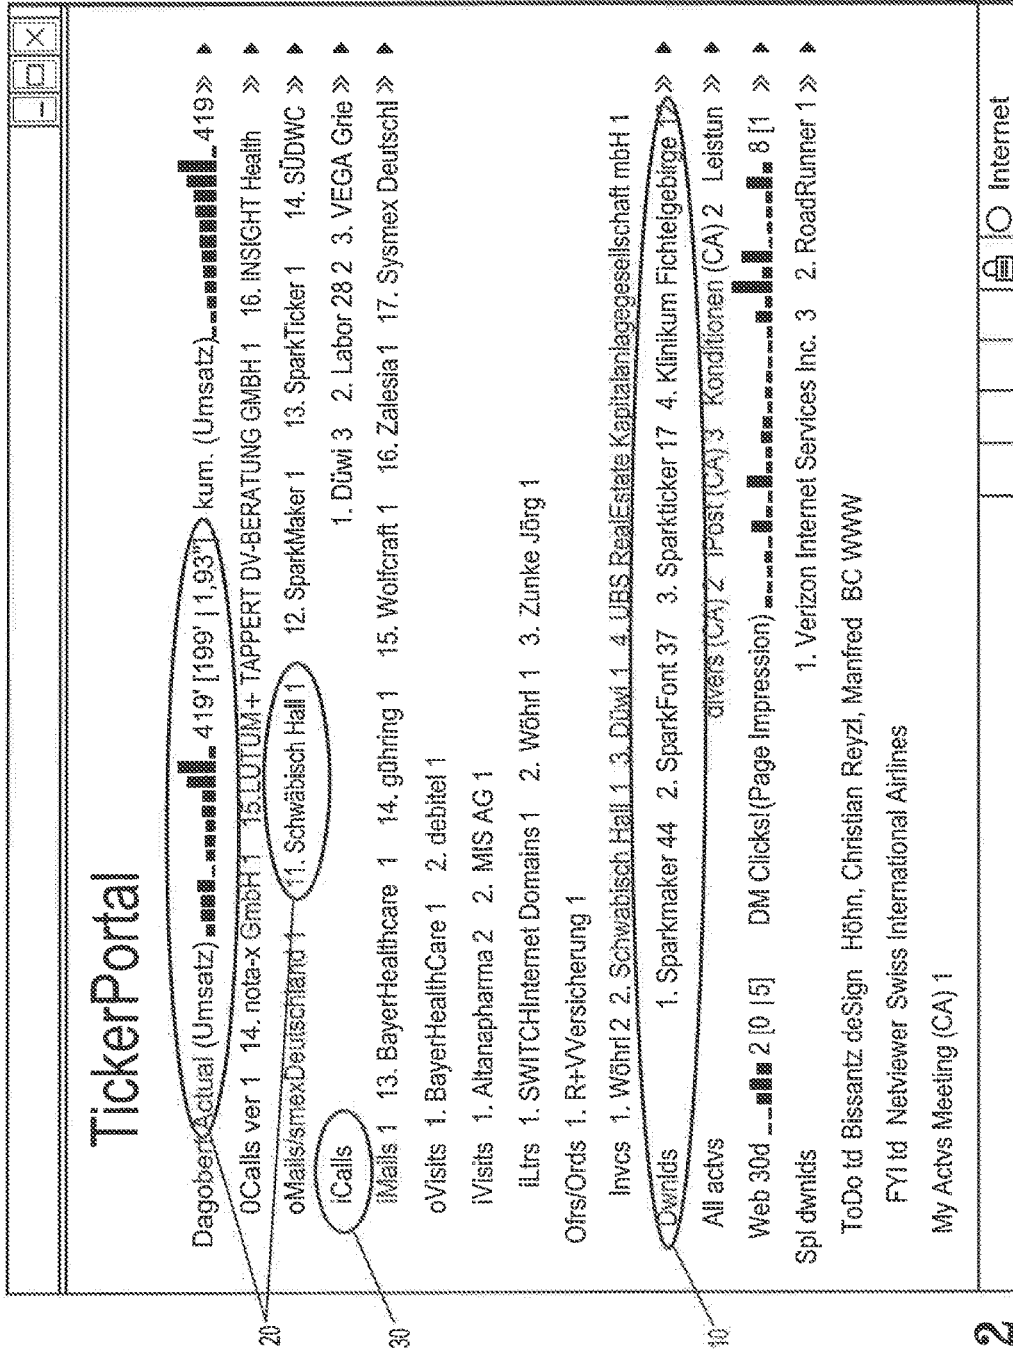 TickerPortal
Dagobert Actual (Umsatz) 419' [199' | 1,93"] kum. (Umsatz) 419 »
0Calls ver 1 14. nota-x GmbH 1 15.LUTUM+ TAPPERT DV-BERATUNG GMBH 1 16. INSIGHT Health »
oMails/smexDeutschland 1 11. Schwäbisch Hall 1 12. SparkMaker 1 13. SparkTicker 1 14. SÜDWC »
iCalls 1. Düwi 3 2. Labor 28 2 3. VEGA Grie »
iMails 1 13. BayerHealthcare 1 14. gühring 1 15. Wolfcraft 1 16. Zalesia 1 17. Sysmex Deutschl »
oVisits 1. BayerHealthCare 1 2. debitel 1
iVisits 1. Altanapharma 2 2. MIS AG 1
iLtrs 1. SWITCHInternet Domains 1 2. Wöhrl 1 3. Zunke Jörg 1
Ofrs/Ords 1. R+VVersicherung 1
Invcs 1. Wöhrl 2 2. Schwäbisch Hall 1 3. Düwi 1 4. UBS RealEstate Kapitalanlagegesellschaft mbH 1
Dwnlds 1. Sparkmaker 44 2. SparkFont 37 3. Sparkticker 17 4. Klinikum Fichtelgebirge »
All actvs divers (CA) 2 iPost (CA) 3 Konditionen (CA) 2 Leistun »
Web 30d 2 [0 | 5] DM Clicks!(Page Impression) 8 [1 »
Spl dwnlds 1. Verizon Internet Services Inc. 3 2. RoadRunner 1 »
ToDo td Bissantz deSign Höhn, Christian Reyzl, Manfred BC WWW
FYI td Netviewer Swiss International Airlines
My Actvs Meeting (CA) 1
Internet
20
30
10
2